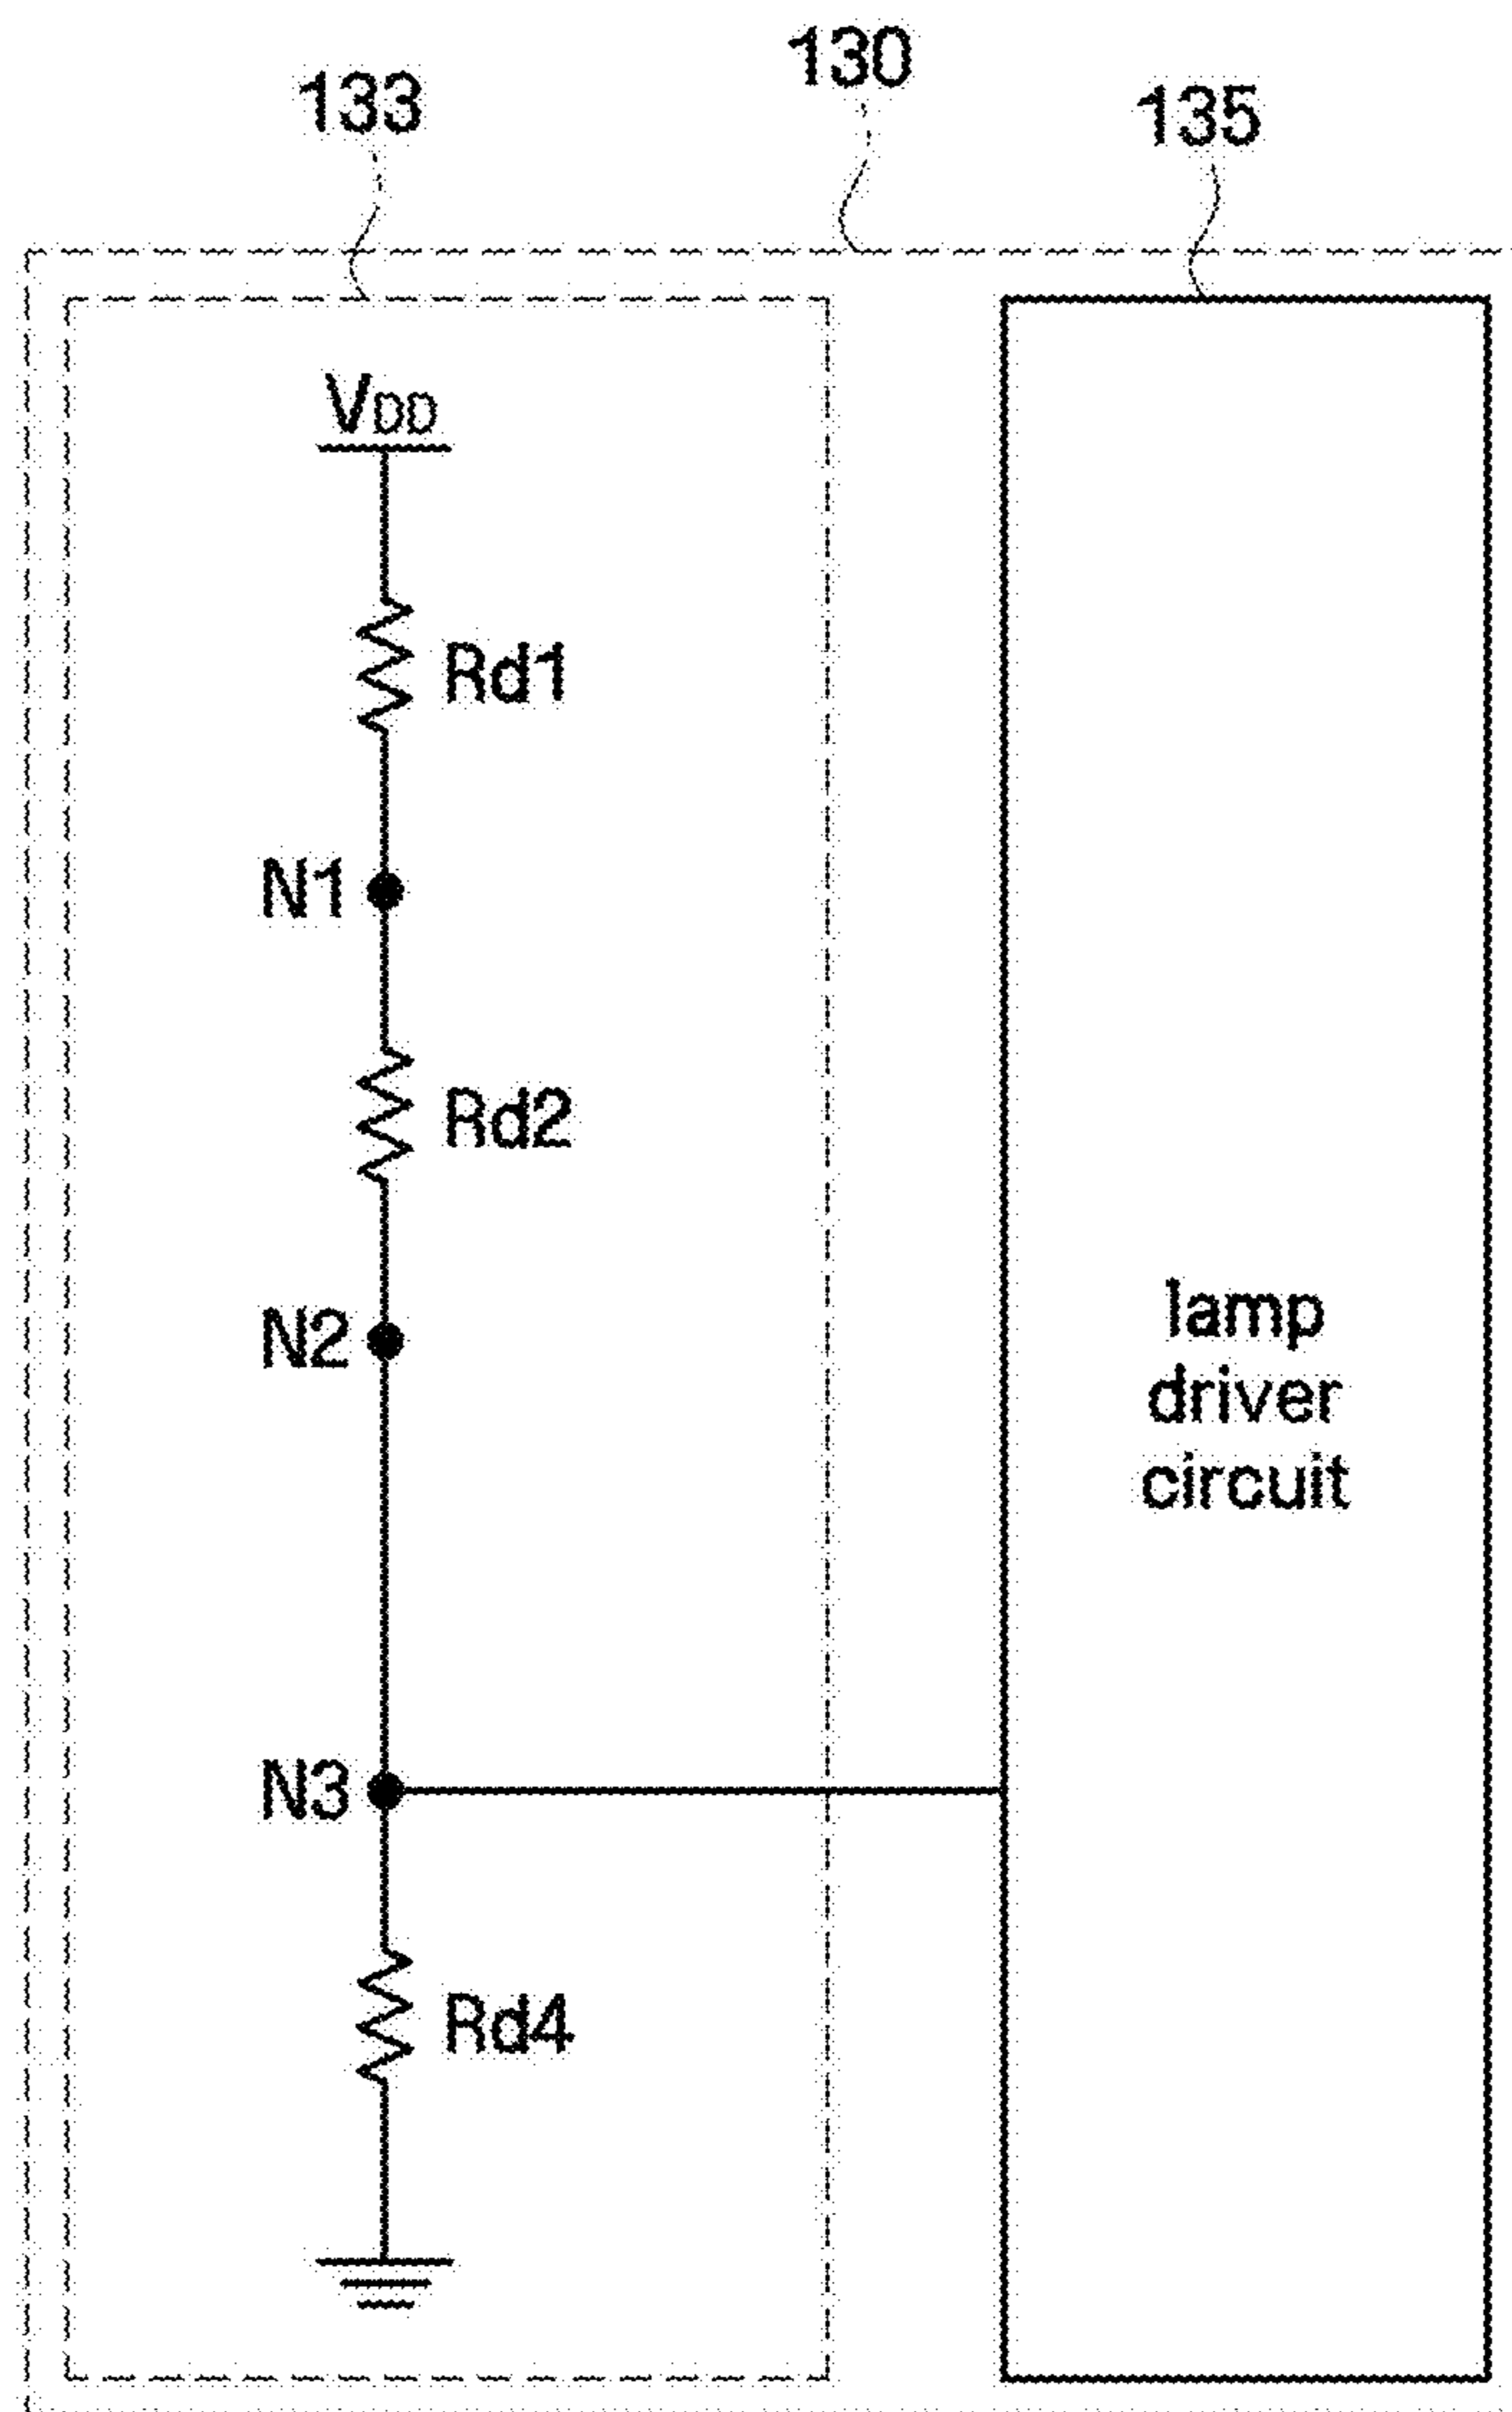 130
133
135
VDD
Rd1
N1
Rd2
N2
lamp
driver
circuit
N3
Rd4